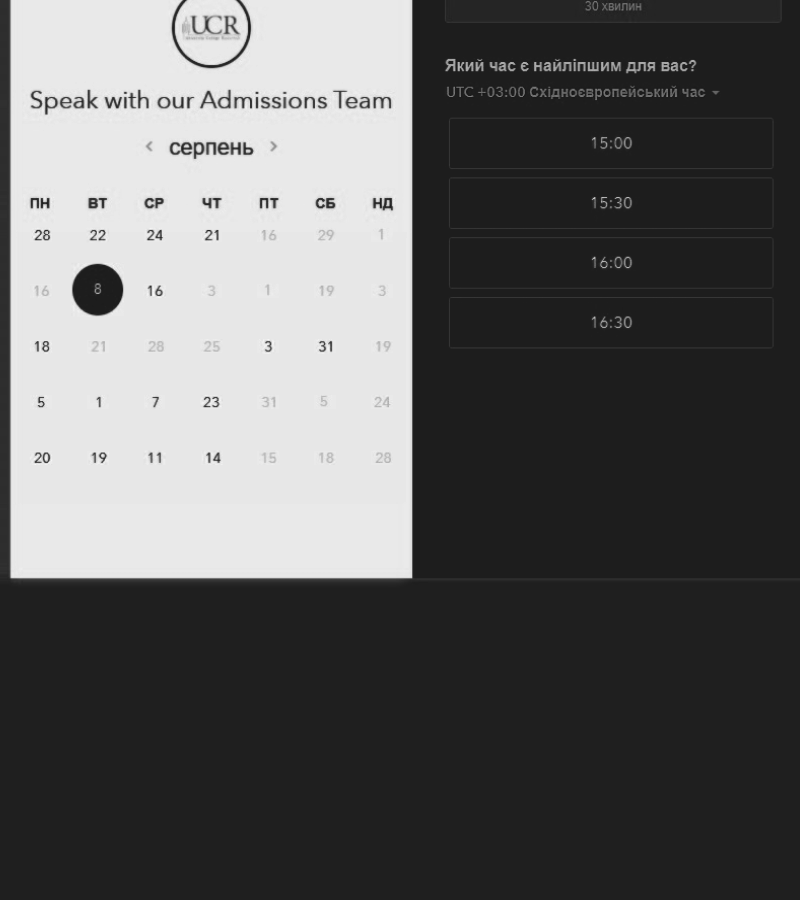 UCR
Speak with our Admissions Team
серпень
ПН ВТ СР ЧТ ПТ СБ НД
28 22 24 21 16 29 1
16 8 16 3 1 19 3
18 21 28 25 3 31 19
5 1 7 23 31 5 24
20 19 11 14 15 18 28
30 хвилин
Який час є найліпшим для вас?
UTC +03:00 Східноєвропейський час
15:00
15:30
16:00
16:30